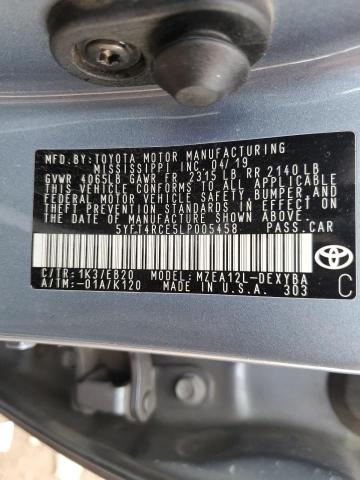 MFD.BY:TOYOTA MOTOR MANUFACTURING
MISSISSIPPI INC 04/19
GVWR 4065LB GAWR FR 2315 LB RR 2140 LB
THIS VEHICLE CONFORMS TO ALL APPLICABLE
FEDERAL MOTOR VEHICLE SAFETY, BUMPER, AND
THEFT PREVENTION STANDARDS IN EFFECT ON THE
DATE OF MANUFACTURE SHOWN ABOVE.
5YFT4RCE5LP005458 PASS.CAR
C/TR: 1K3/EB20 MODEL: MZEA12L-DEXYBA
A/TM: -01A/K120 MADE IN U.S.A. 303
TOYOTA
C